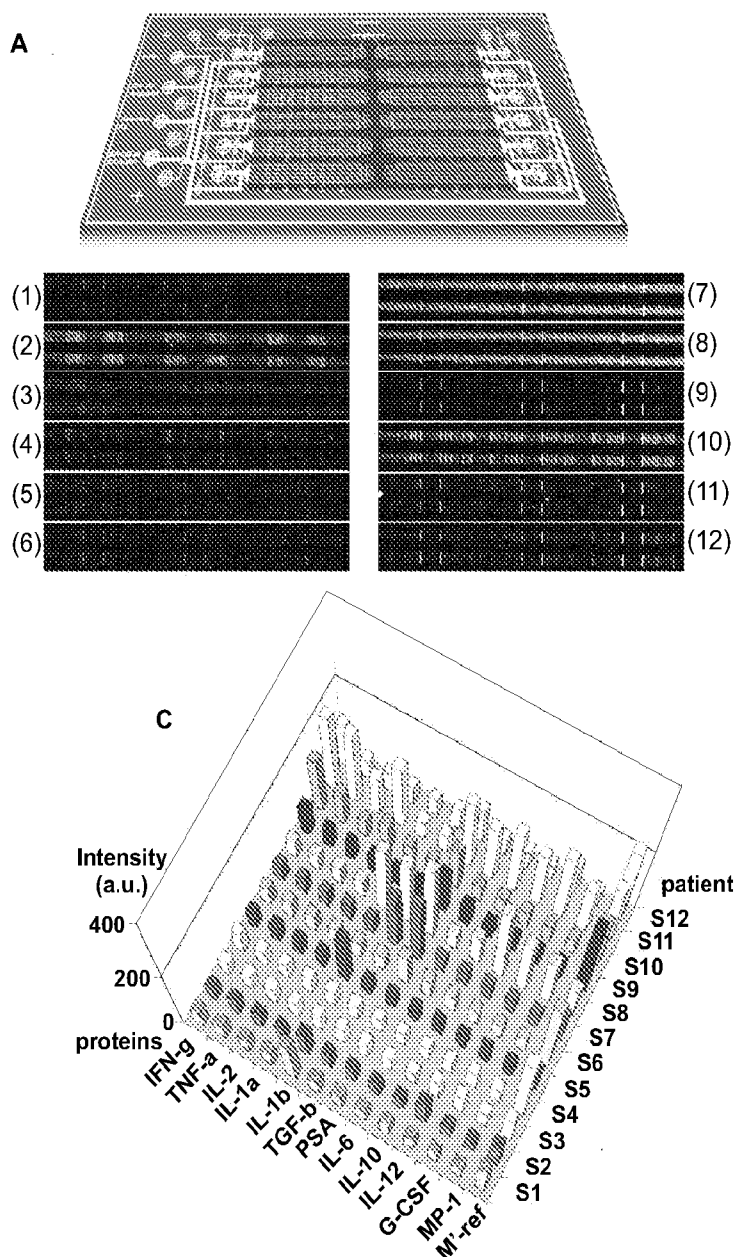 A
(1) (7)
(2) (8)
(3) (9)
(4) (10)
(5) (11)
(6) (12)
C
Intensity
(a.u.)
400
200
0
proteins
IFN-g
TNF-a
IL-2
IL-1a
IL-1b
TGF-b
PSA
IL-6
IL-10
IL-12
G-CSF
MP-1
M'-ref
patient
S12
S11
S10
S9
S8
S7
S6
S5
S4
S3
S2
S1